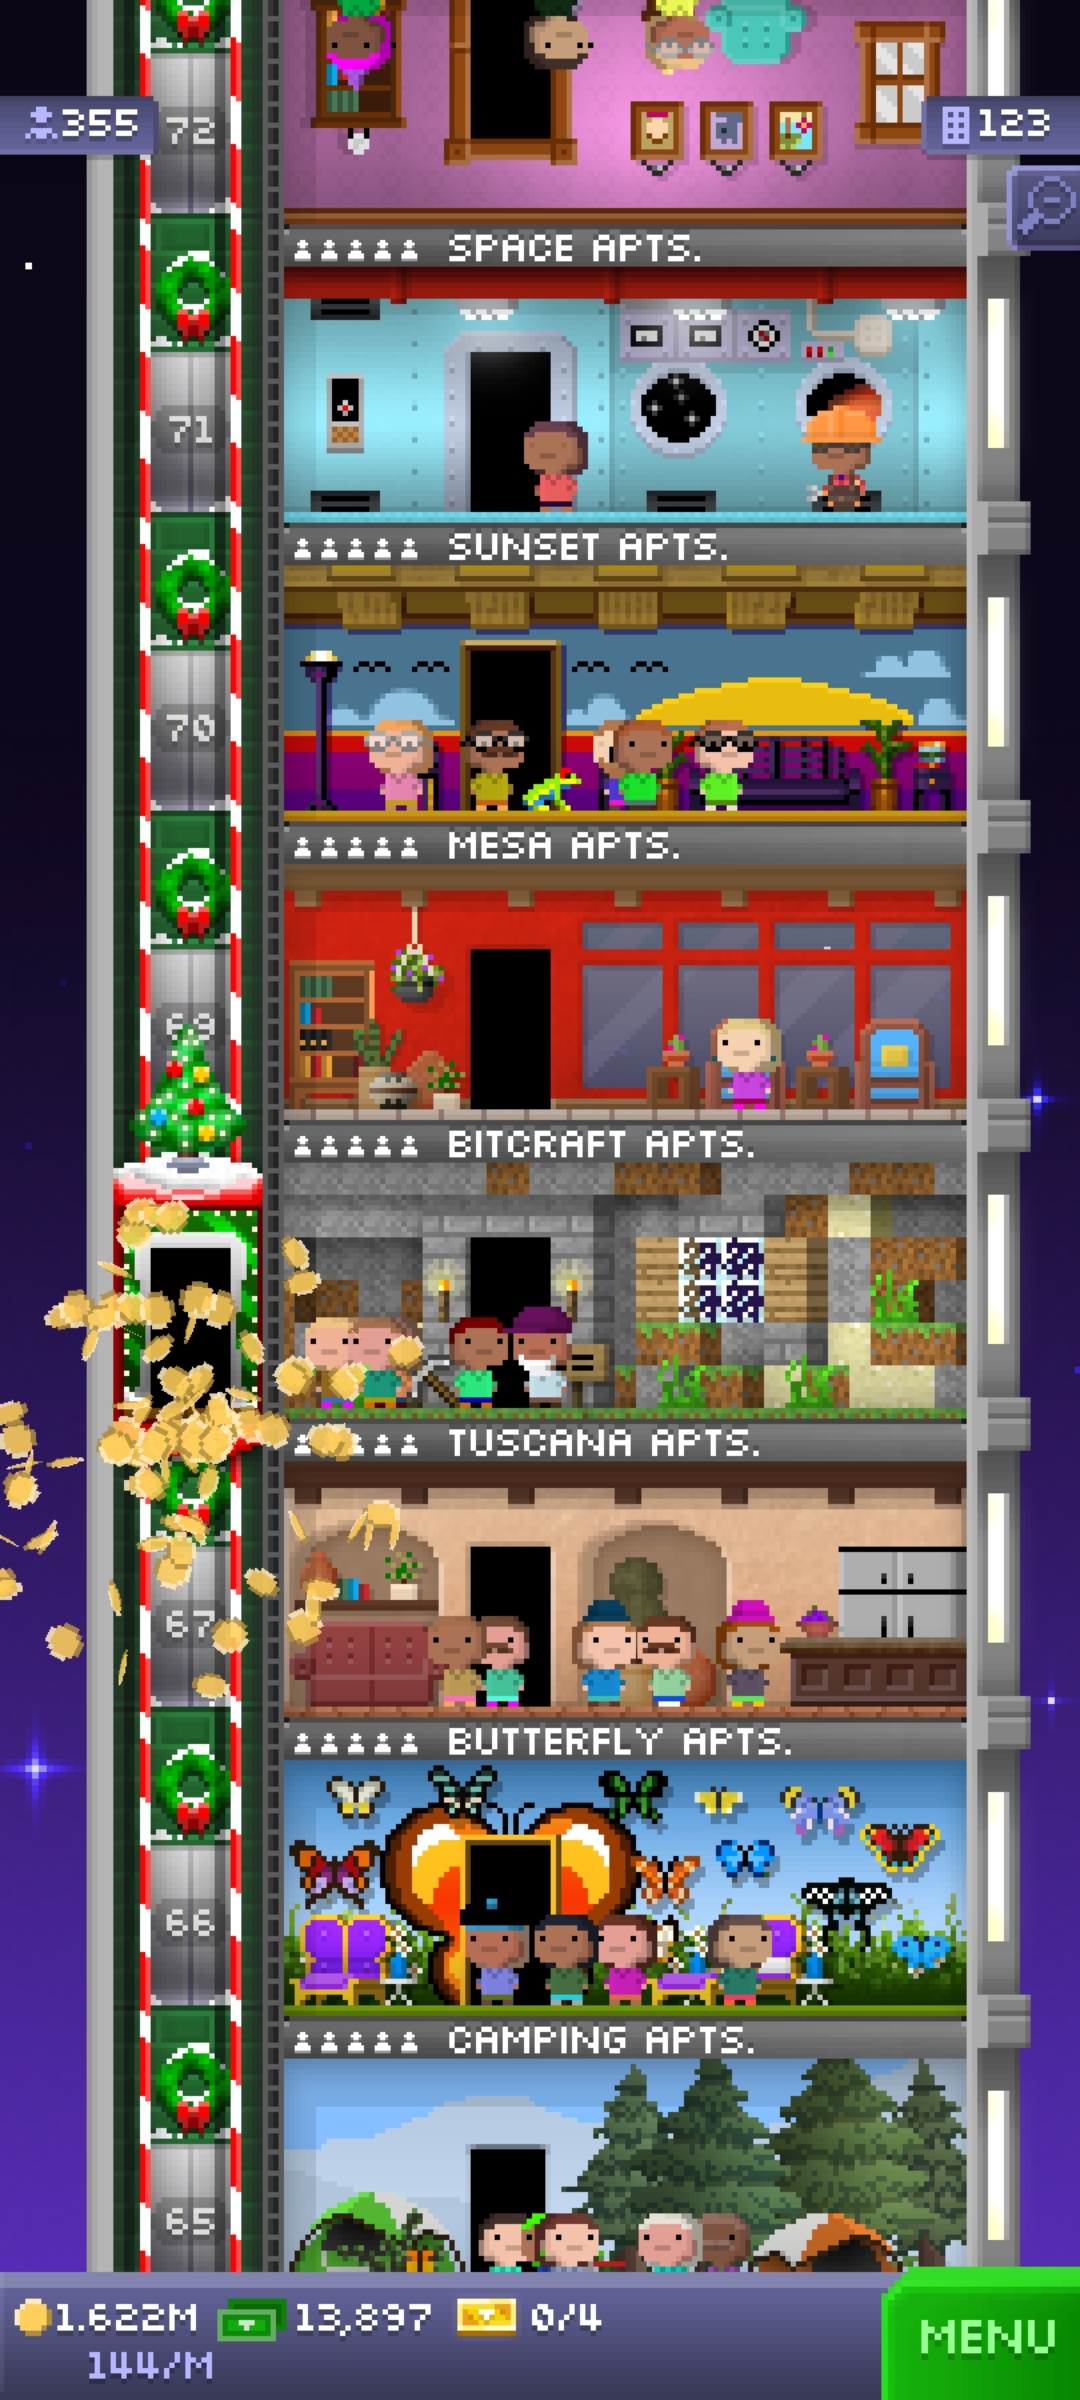 355
72
123
SPACE APTS.
71
SUNSET APTS.
70
MESA APTS.
69
BITCRAFT APTS.
TUSCANA APTS.
67
BUTTERFLY APTS.
66
CAMPING APTS.
65
1.622M 13,897 0/4
144/M
MENU